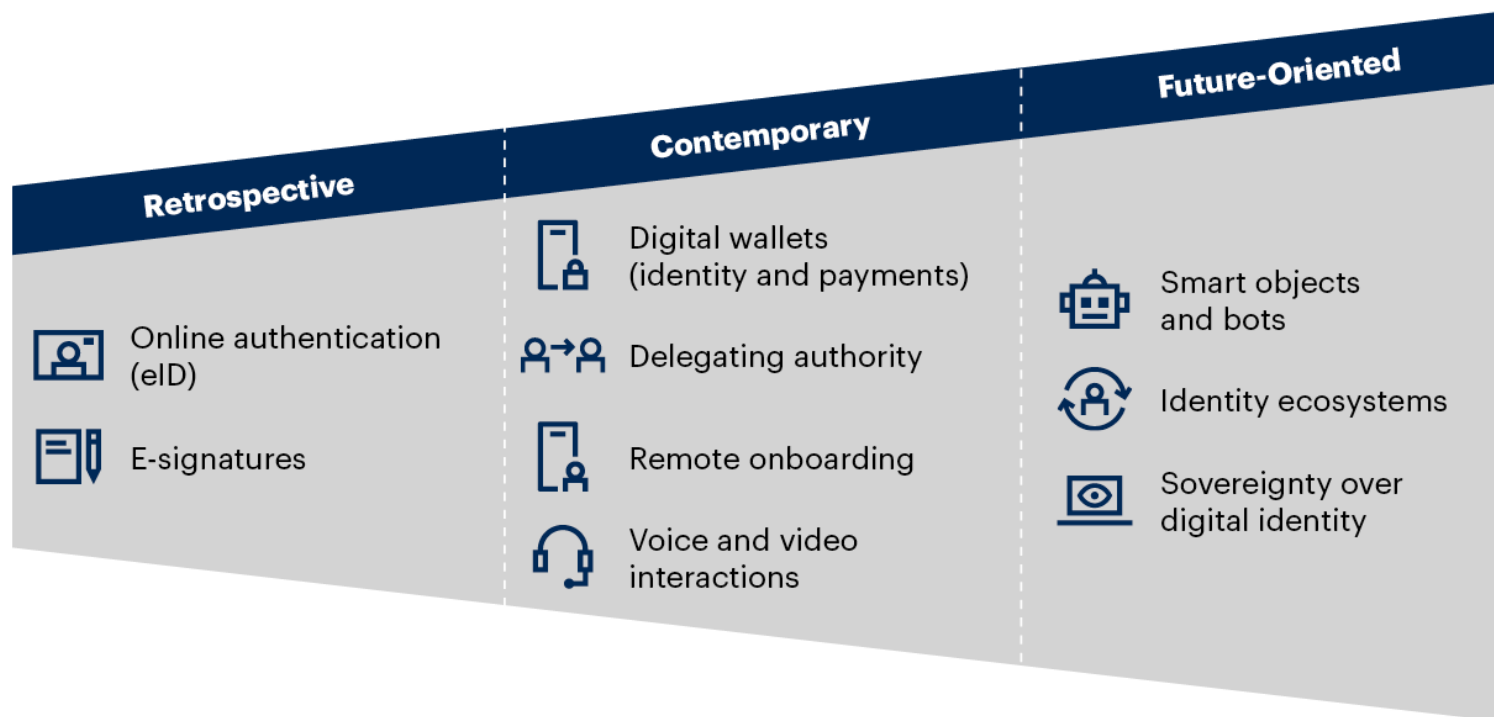 Retrospective
Online authentication
(eID)
E-signatures
Contemporary
Digital wallets
(identity and payments)
Delegating authority
Remote onboarding
Voice and video
interactions
Future-Oriented
Smart objects
and bots
Identity ecosystems
Sovereignty over
digital identity